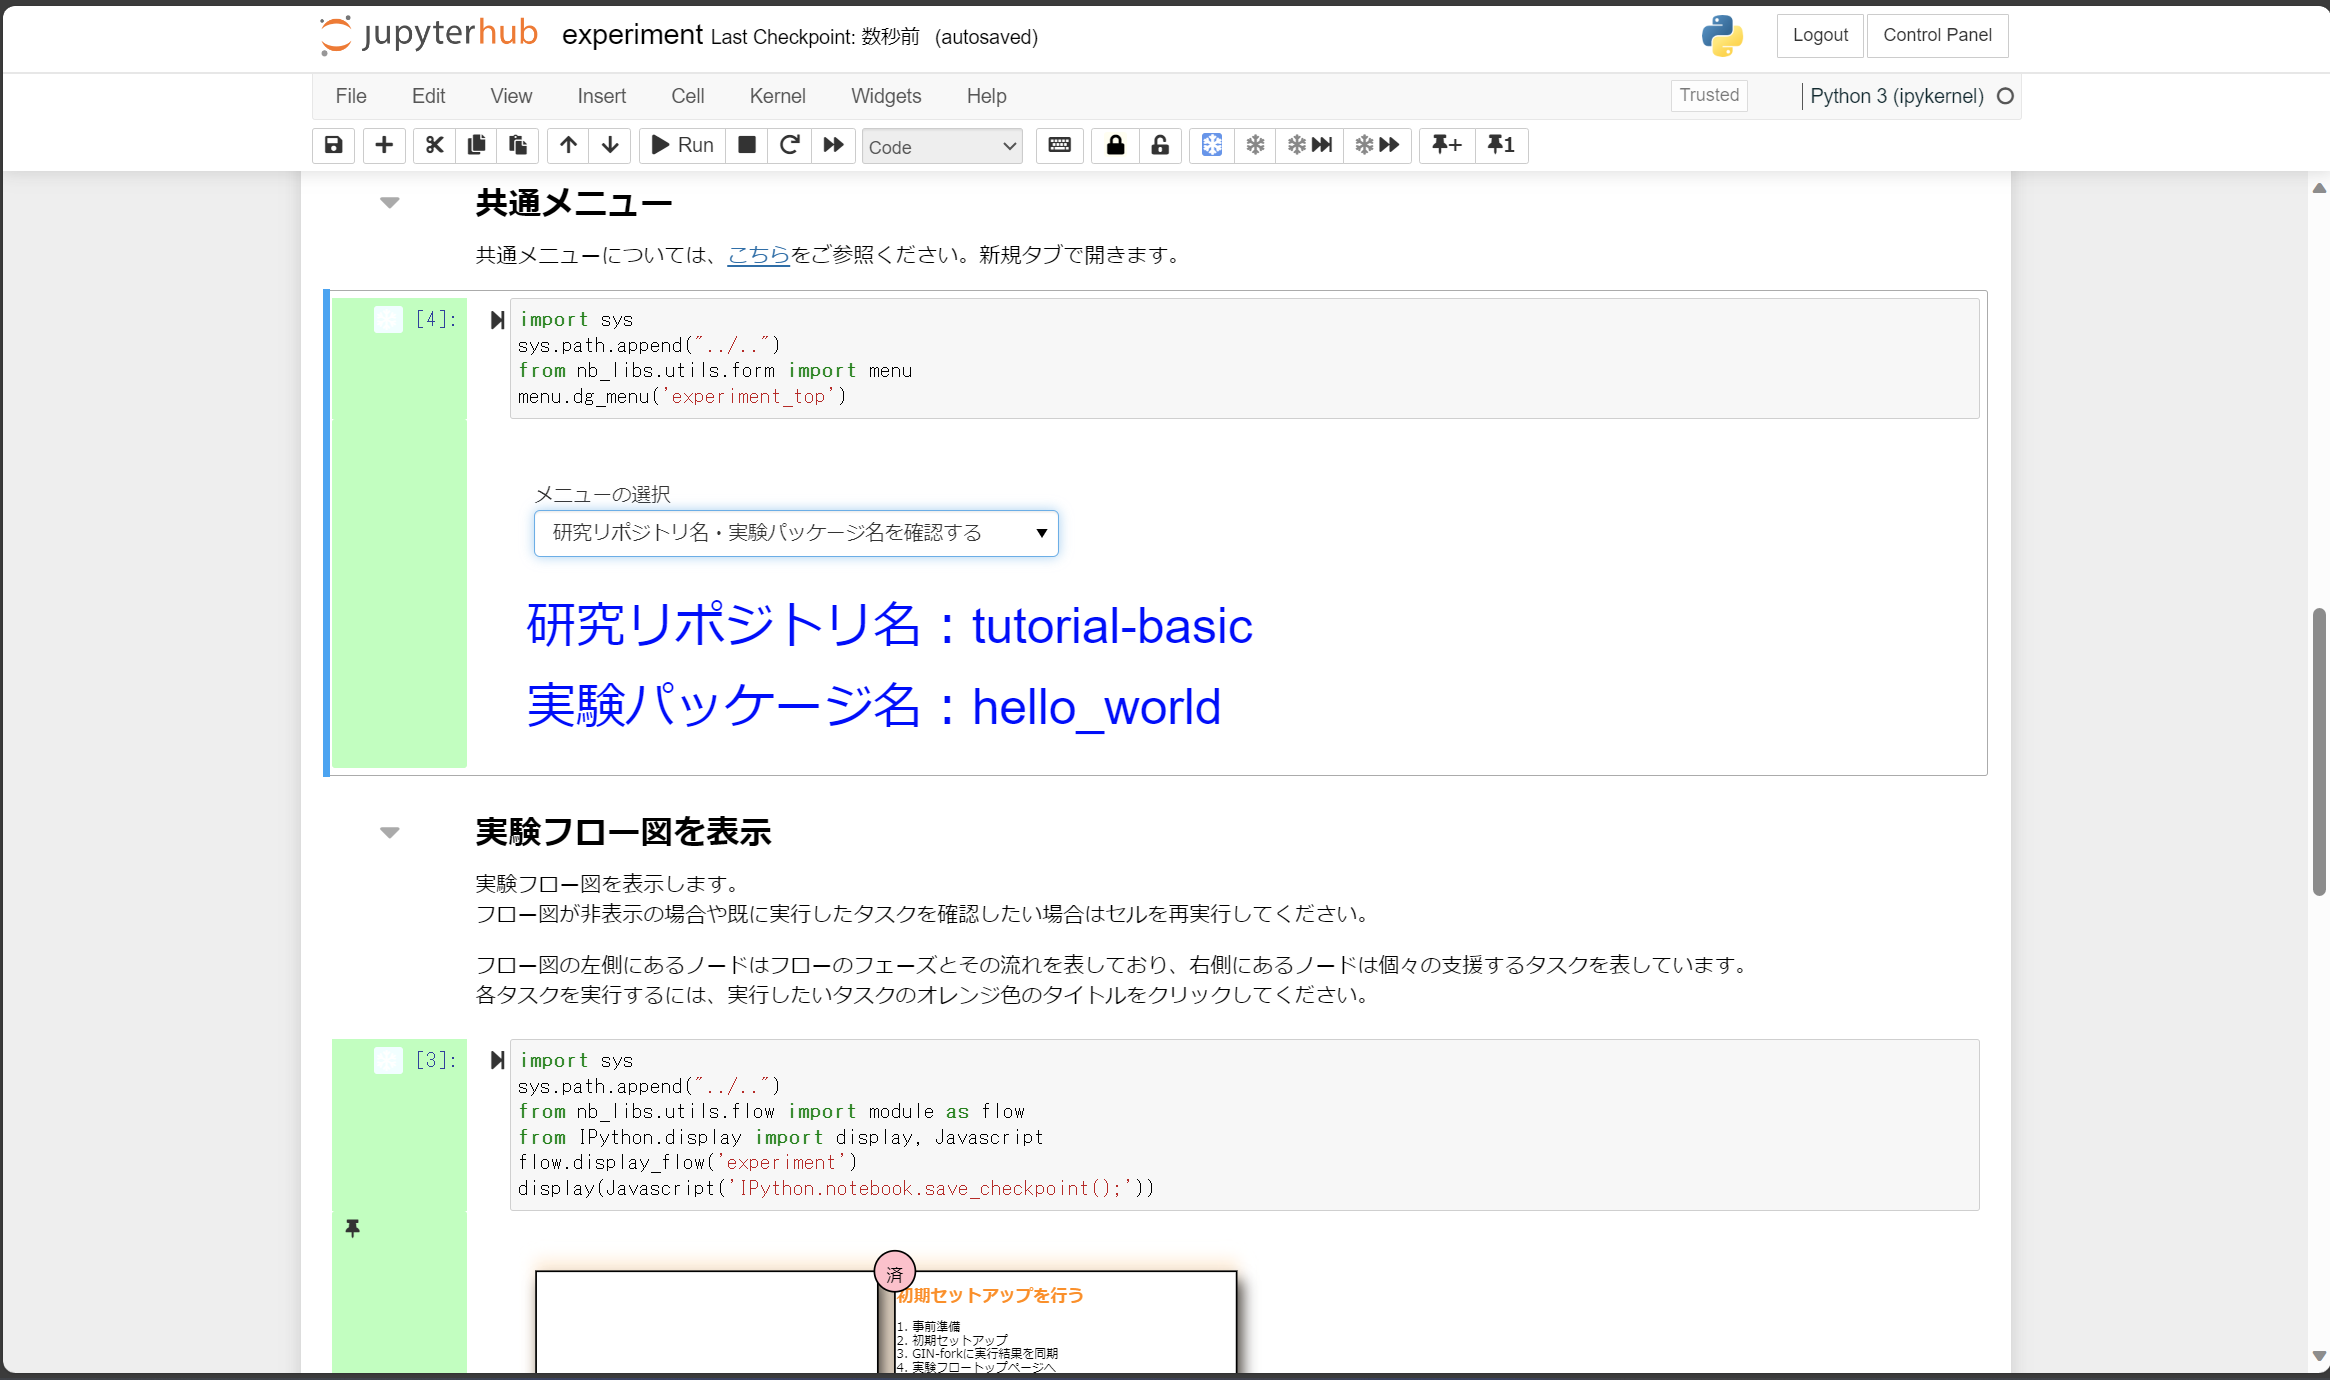 jupyterhub experiment Last Checkpoint: 数秒前 (autosaved) Logout Control Panel
File Edit View Insert Cell Kernel Widgets Help Trusted Python 3 (ipykernel)
Run Code + 1
共通メニュー
共通メニューについては、こちらをご参照ください。新規タブで開きます。
[4]: import sys
sys.path.append("../..")
from nb_libs.utils.form import menu
menu.dg_menu('experiment_top')
メニューの選択
研究リポジトリ名・実験パッケージ名を確認する
研究リポジトリ名：tutorial-basic
実験パッケージ名：hello_world
実験フロー図を表示
実験フロー図を表示します。
フロー図が非表示の場合や既に実行したタスクを確認したい場合はセルを再実行してください。
フロー図の左側にあるノードはフローのフェーズとその流れを表しており、右側にあるノードは個々の支援するタスクを表しています。
各タスクを実行するには、実行したいタスクのオレンジ色のタイトルをクリックしてください。
[3]: import sys
sys.path.append("../..")
from nb_libs.utils.flow import module as flow
from IPython.display import display, Javascript
flow.display_flow('experiment')
display(Javascript('IPython.notebook.save_checkpoint();'))
済
初期セットアップを行う
1. 事前準備
2. 初期セットアップ
3. GIN-forkに実行結果を同期
4. 実験フロートップページへ